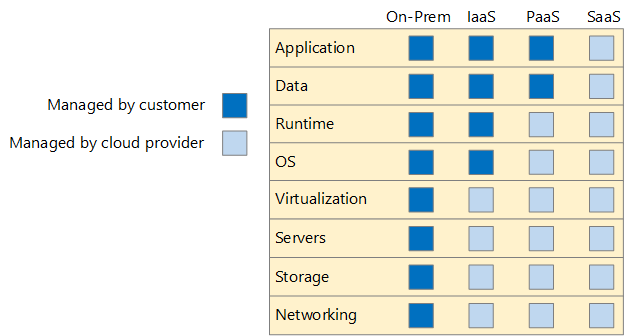 On-Prem IaaS PaaS SaaS
Application
Data
Managed by customer
Runtime
Managed by cloud provider
OS
Virtualization
Servers
Storage
Networking